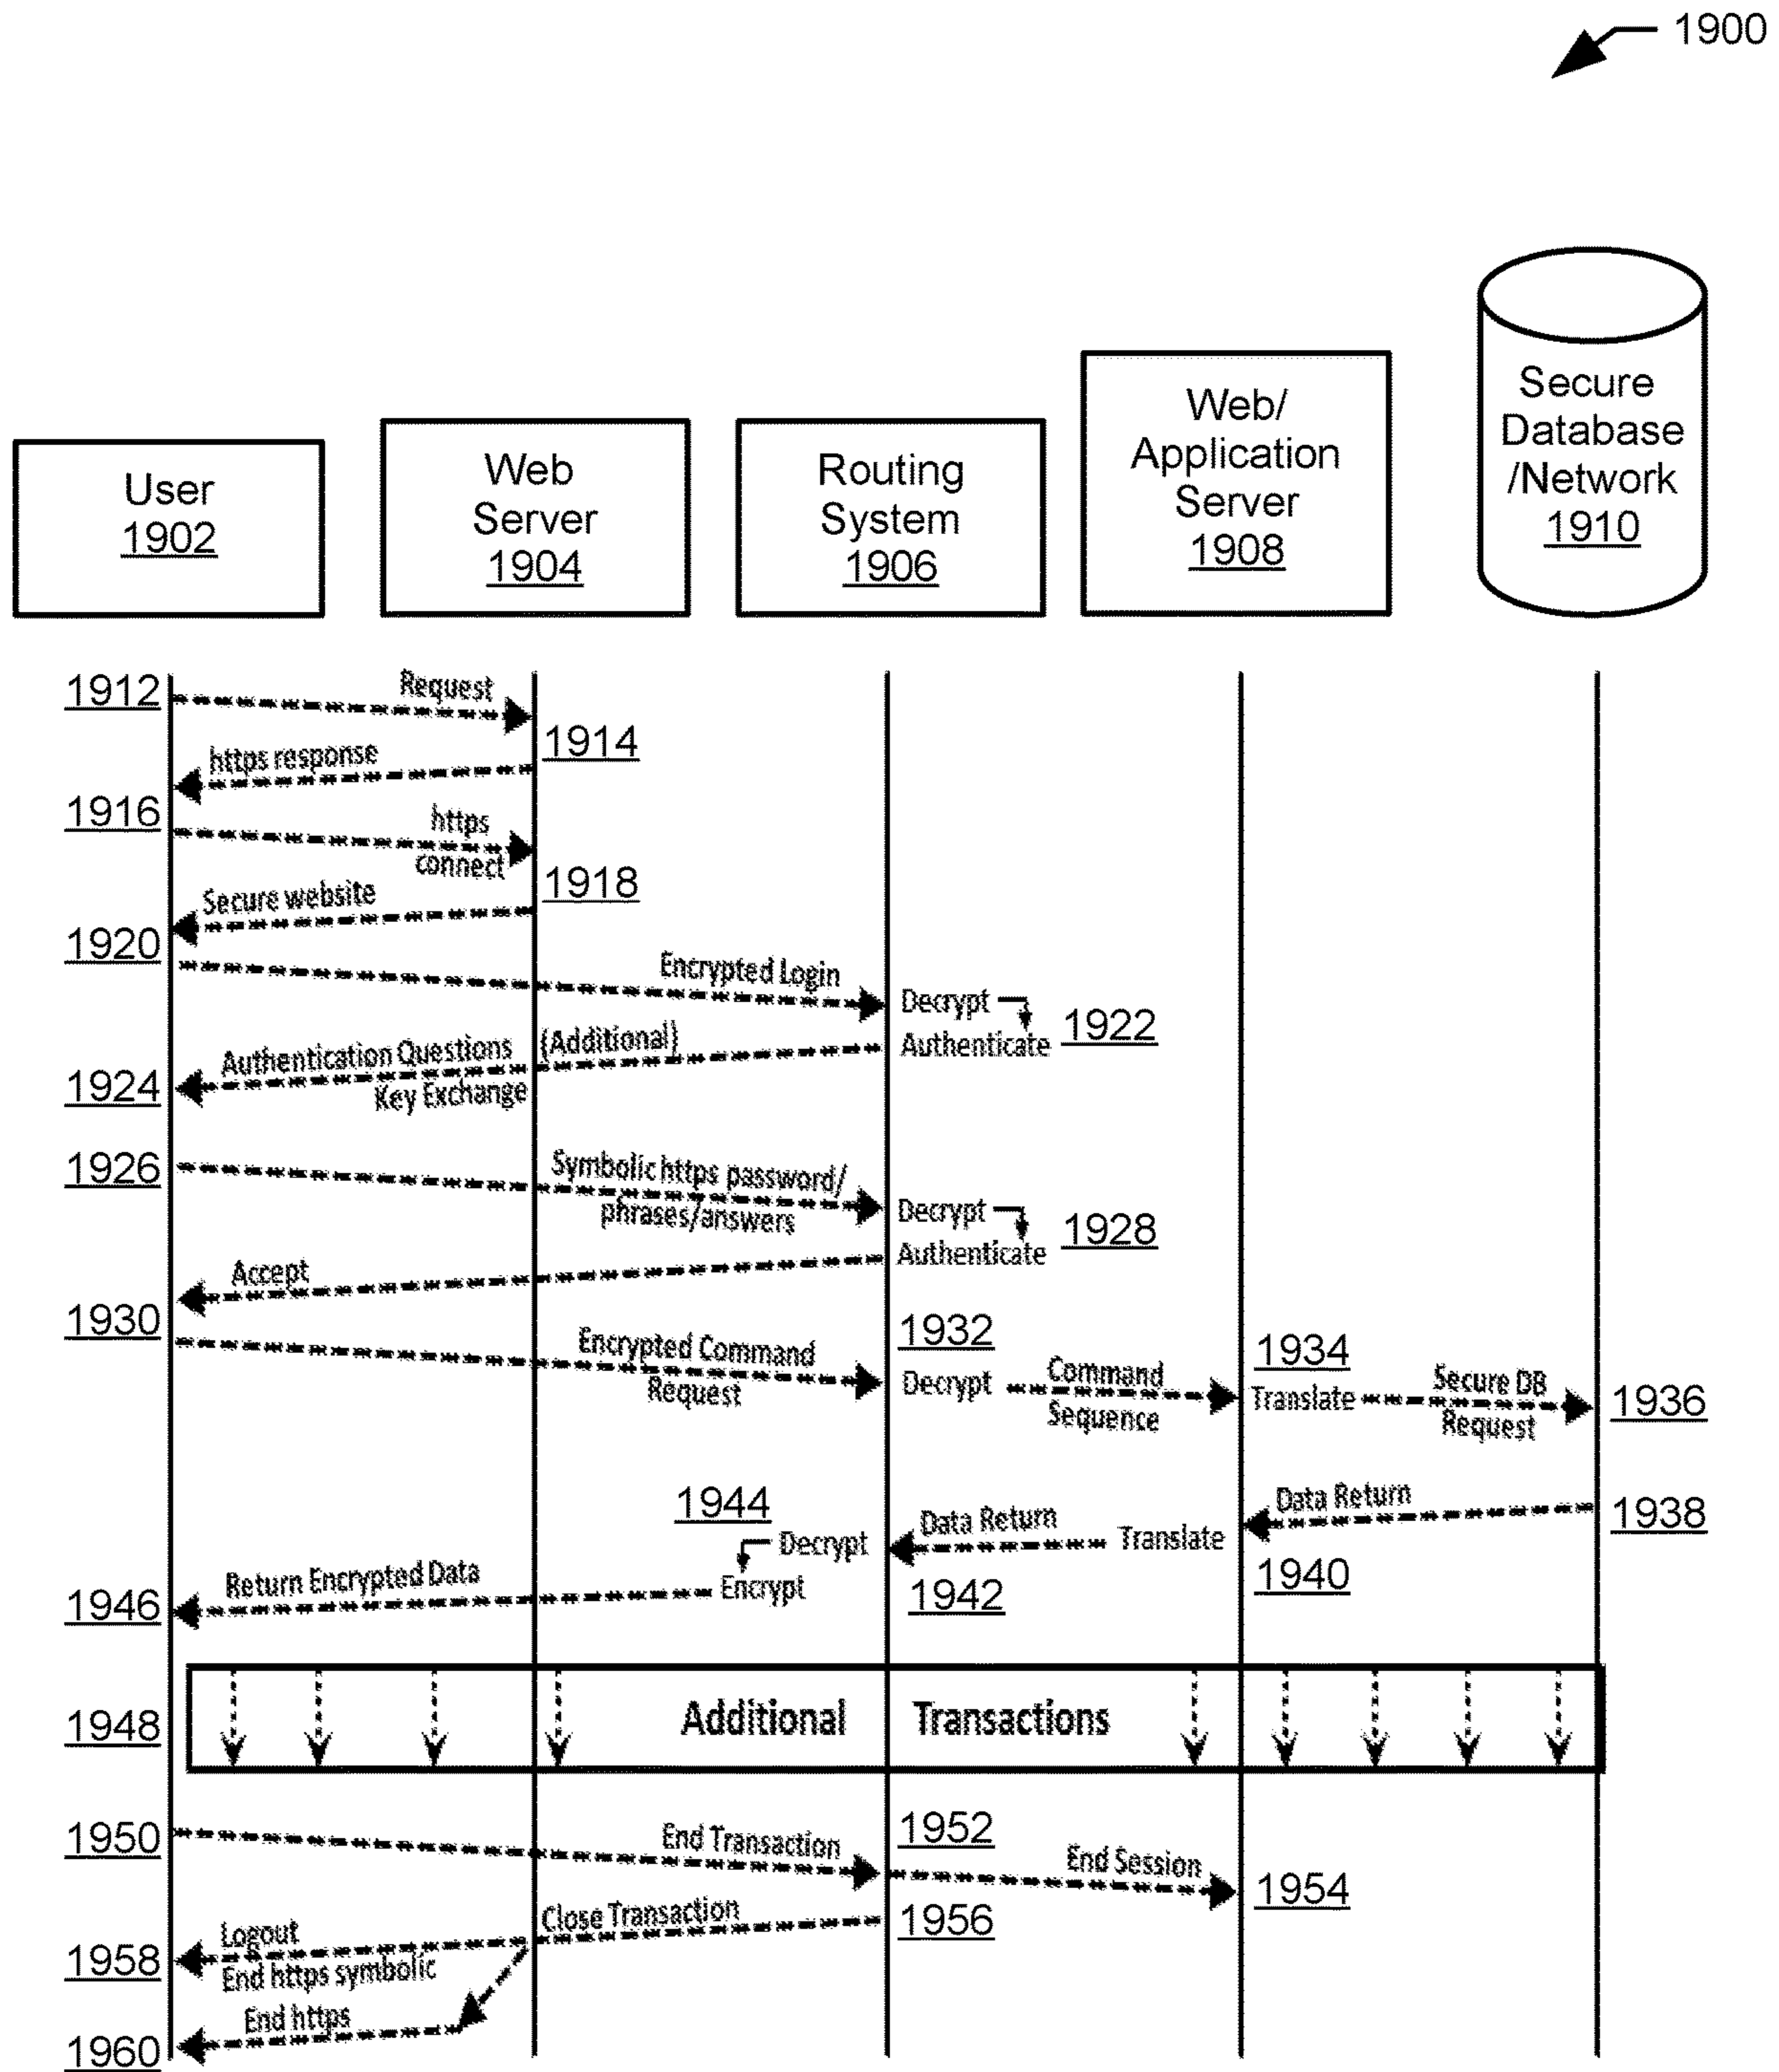 1900
User
1902
Web
Server
1904
Routing
System
1906
Web/
Application
Server
1908
Secure
Database
/Network
1910
1912
Request
1914
https response
1916
https
connect
1918
Secure website
1920
Encrypted Login
Decrypt
1922
Authenticate
Authentication Questions (Additional)
Key Exchange
1924
1926
Symbolic https password/
phrases/answers
Decrypt
1928
Authenticate
Accept
1930
Encrypted Command
Request
1932
Decrypt
Command
Sequence
1934
Translate
Secure DB
Request
1936
Data Return
1938
1940
Translate
Data Return
1942
1944
Decrypt
Encrypt
Return Encrypted Data
1946
1948
Additional Transactions
1950
End Transaction
1952
End Session
1954
1956
Close Transaction
Logout
1958
End https symbolic
End https
1960